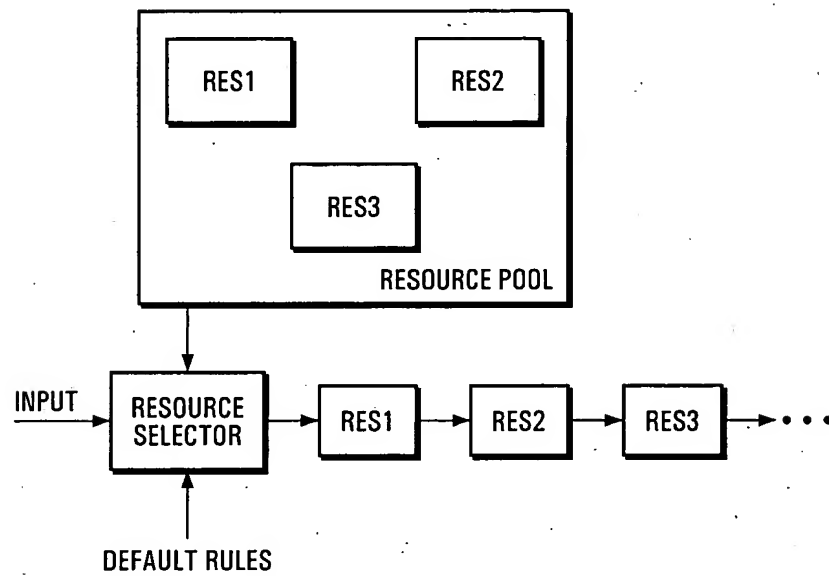 RES1
RES2
RES3
RESOURCE POOL
INPUT
RESOURCE
SELECTOR
RES1
RES2
RES3
DEFAULT RULES